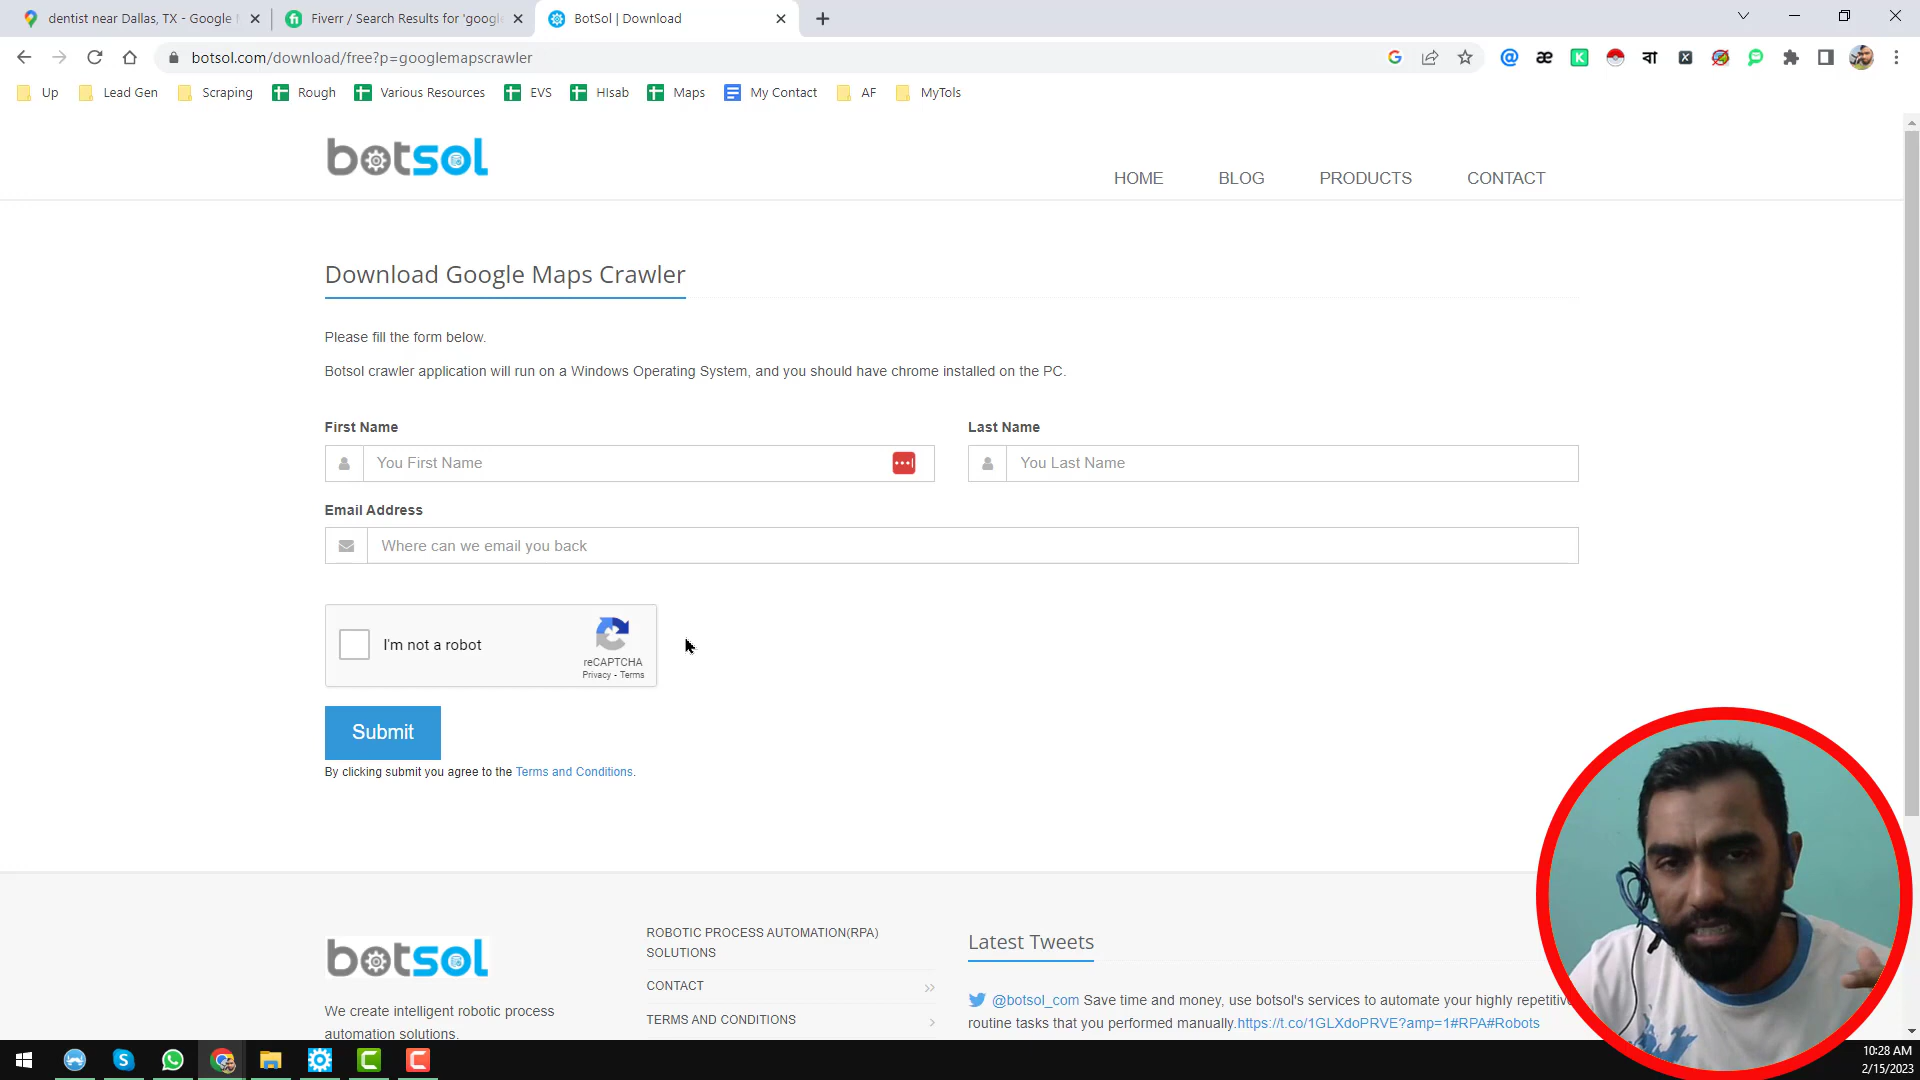 dentist near Dallas, TX - Google
Fiverr / Search Results for 'google
BotSol | Download
botsol.com/download/free?p=googlemapscrawler
Up
Lead Gen
Scraping
Rough
Various Resources
EVS
HIsab
Maps
My Contact
AF
MyTols
botsol
HOME
BLOG
PRODUCTS
CONTACT
Download Google Maps Crawler
Please fill the form below.
Botsol crawler application will run on a Windows Operating System, and you should have chrome installed on the PC.
First Name
Last Name
You First Name
You Last Name
Email Address
Where can we email you back
I'm not a robot
reCAPTCHA
Privacy - Terms
Submit
By clicking submit you agree to the Terms and Conditions.
botsol
We create intelligent robotic process
automation solutions.
ROBOTIC PROCESS AUTOMATION(RPA)
SOLUTIONS
CONTACT
TERMS AND CONDITIONS
Latest Tweets
@botsol_com Save time and money, use botsol's services to automate your highly repetitive
routine tasks that you performed manually.https://t.co/1GLXdoPRVE?amp=1#RPA#Robots
10:28 AM
2/15/2023